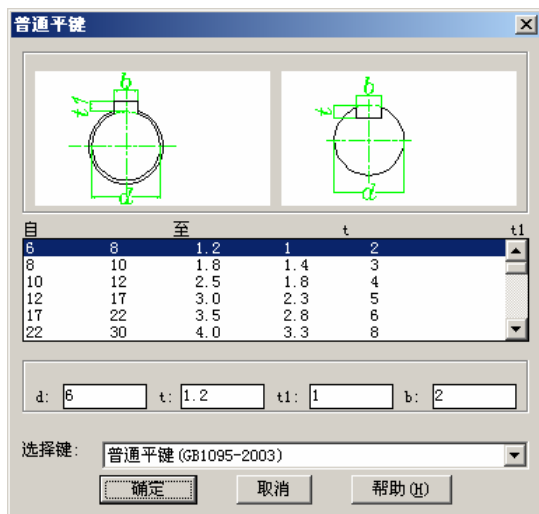 普通平键
b
b
t1
t
d
d
自 至 t t1
6 8 1.2 1 2
8 10 1.8 1.4 3
10 12 2.5 1.8 4
12 17 3.0 2.3 5
17 22 3.5 2.8 6
22 30 4.0 3.3 8
d: 6 t: 1.2 t1: 1 b: 2
选择键: 普通平键(GB1095-2003)
确定 取消 帮助(H)